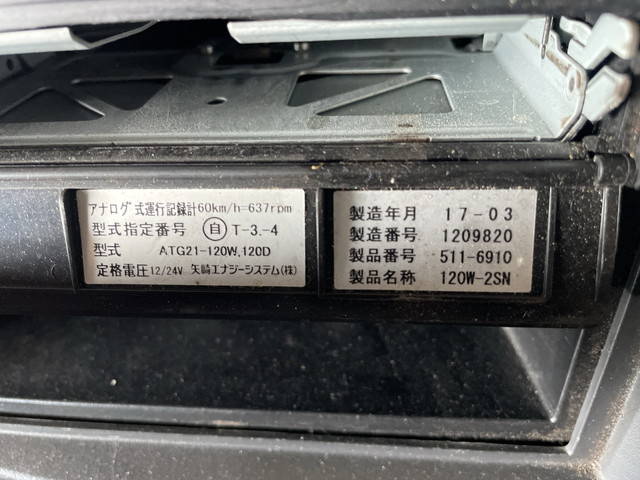 アナログ式運行記録計60km/h=637rpm
型式指定番号 自 T-3.-4
型式 ATG21-120W,120D
定格電圧12/24V 矢崎エナジーシステム(株)
製造年月 17-03
製造番号 1209820
製品番号 511-6910
製品名称 120W-2SN